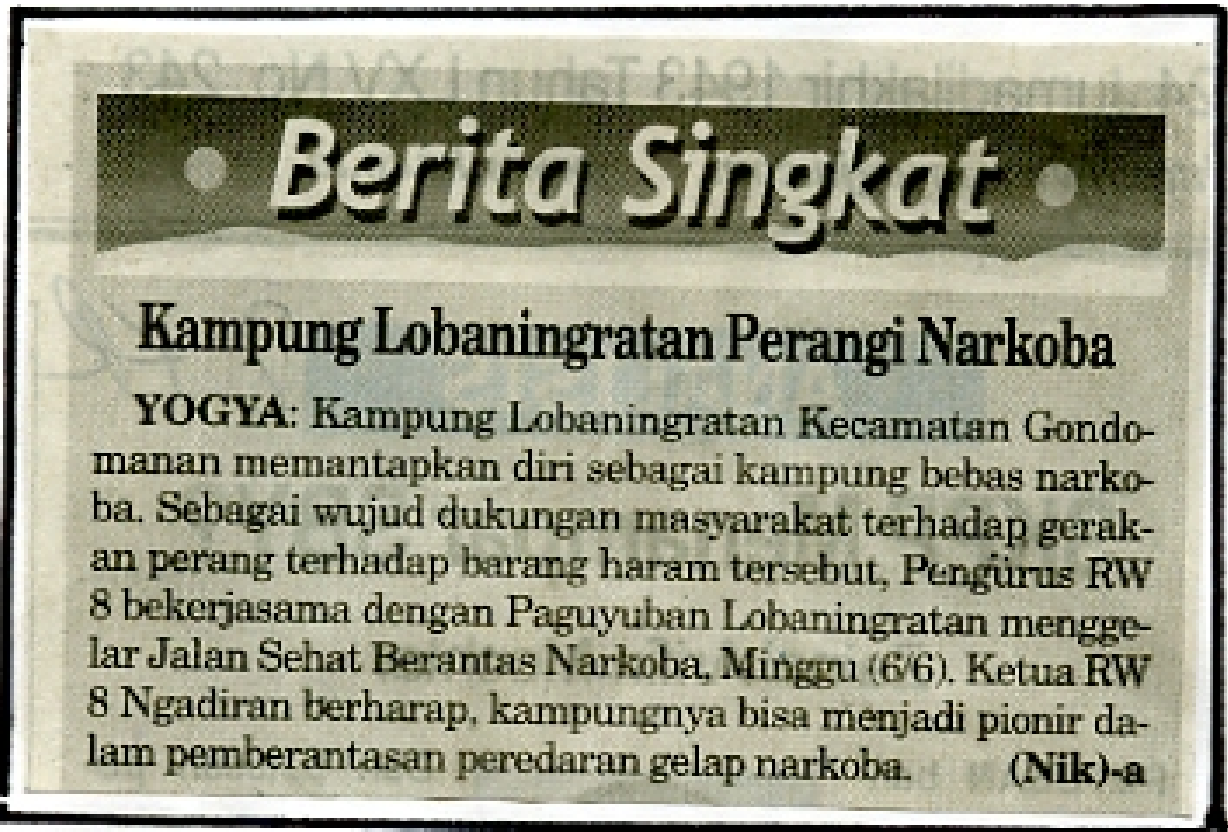 Berita Singkat
Kampung Lobaningratan Perangi Narkoba
YOGYA: Kampung Lobaningratan Kecamatan Gondo-
manan memantapkan diri sebagai kampung bebas narko-
ba. Sebagai wujud dukungan masyarakat terhadap gerak-
an perang terhadap barang haram tersebut, Pengurus RW
8 bekerjasama dengan Paguyuban Lobaningratan mengge-
lar Jalan Sehat Berantas Narkoba, Minggu (6/6). Ketua RW
8 Ngadiran berharap, kampungnya bisa menjadi pionir da-
lam pemberantasan peredaran gelap narkoba. (Nik)-a